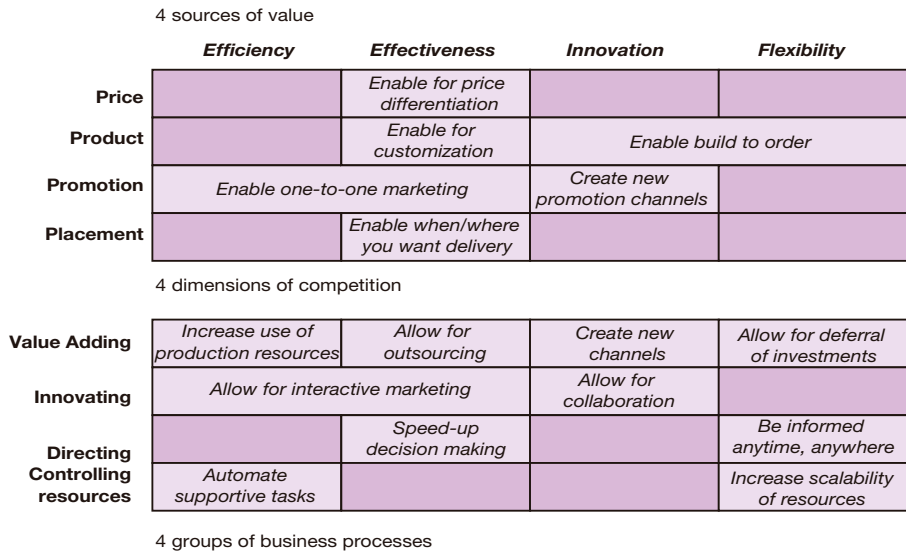 4 sources of value
Efficiency Effectiveness Innovation Flexibility
Price
Enable for price
differentiation
Product
Enable for
customization
Enable build to order
Promotion
Enable one-to-one marketing
Create new
promotion channels
Placement
Enable when/where
you want delivery
4 dimensions of competition
Value Adding
Increase use of
production resources
Allow for
outsourcing
Create new
channels
Allow for deferral
of investments
Innovating
Allow for interactive marketing
Allow for
collaboration
Directing
Speed-up
decision making
Be informed
anytime, anywhere
Controlling
resources
Automate
supportive tasks
Increase scalability
of resources
4 groups of business processes